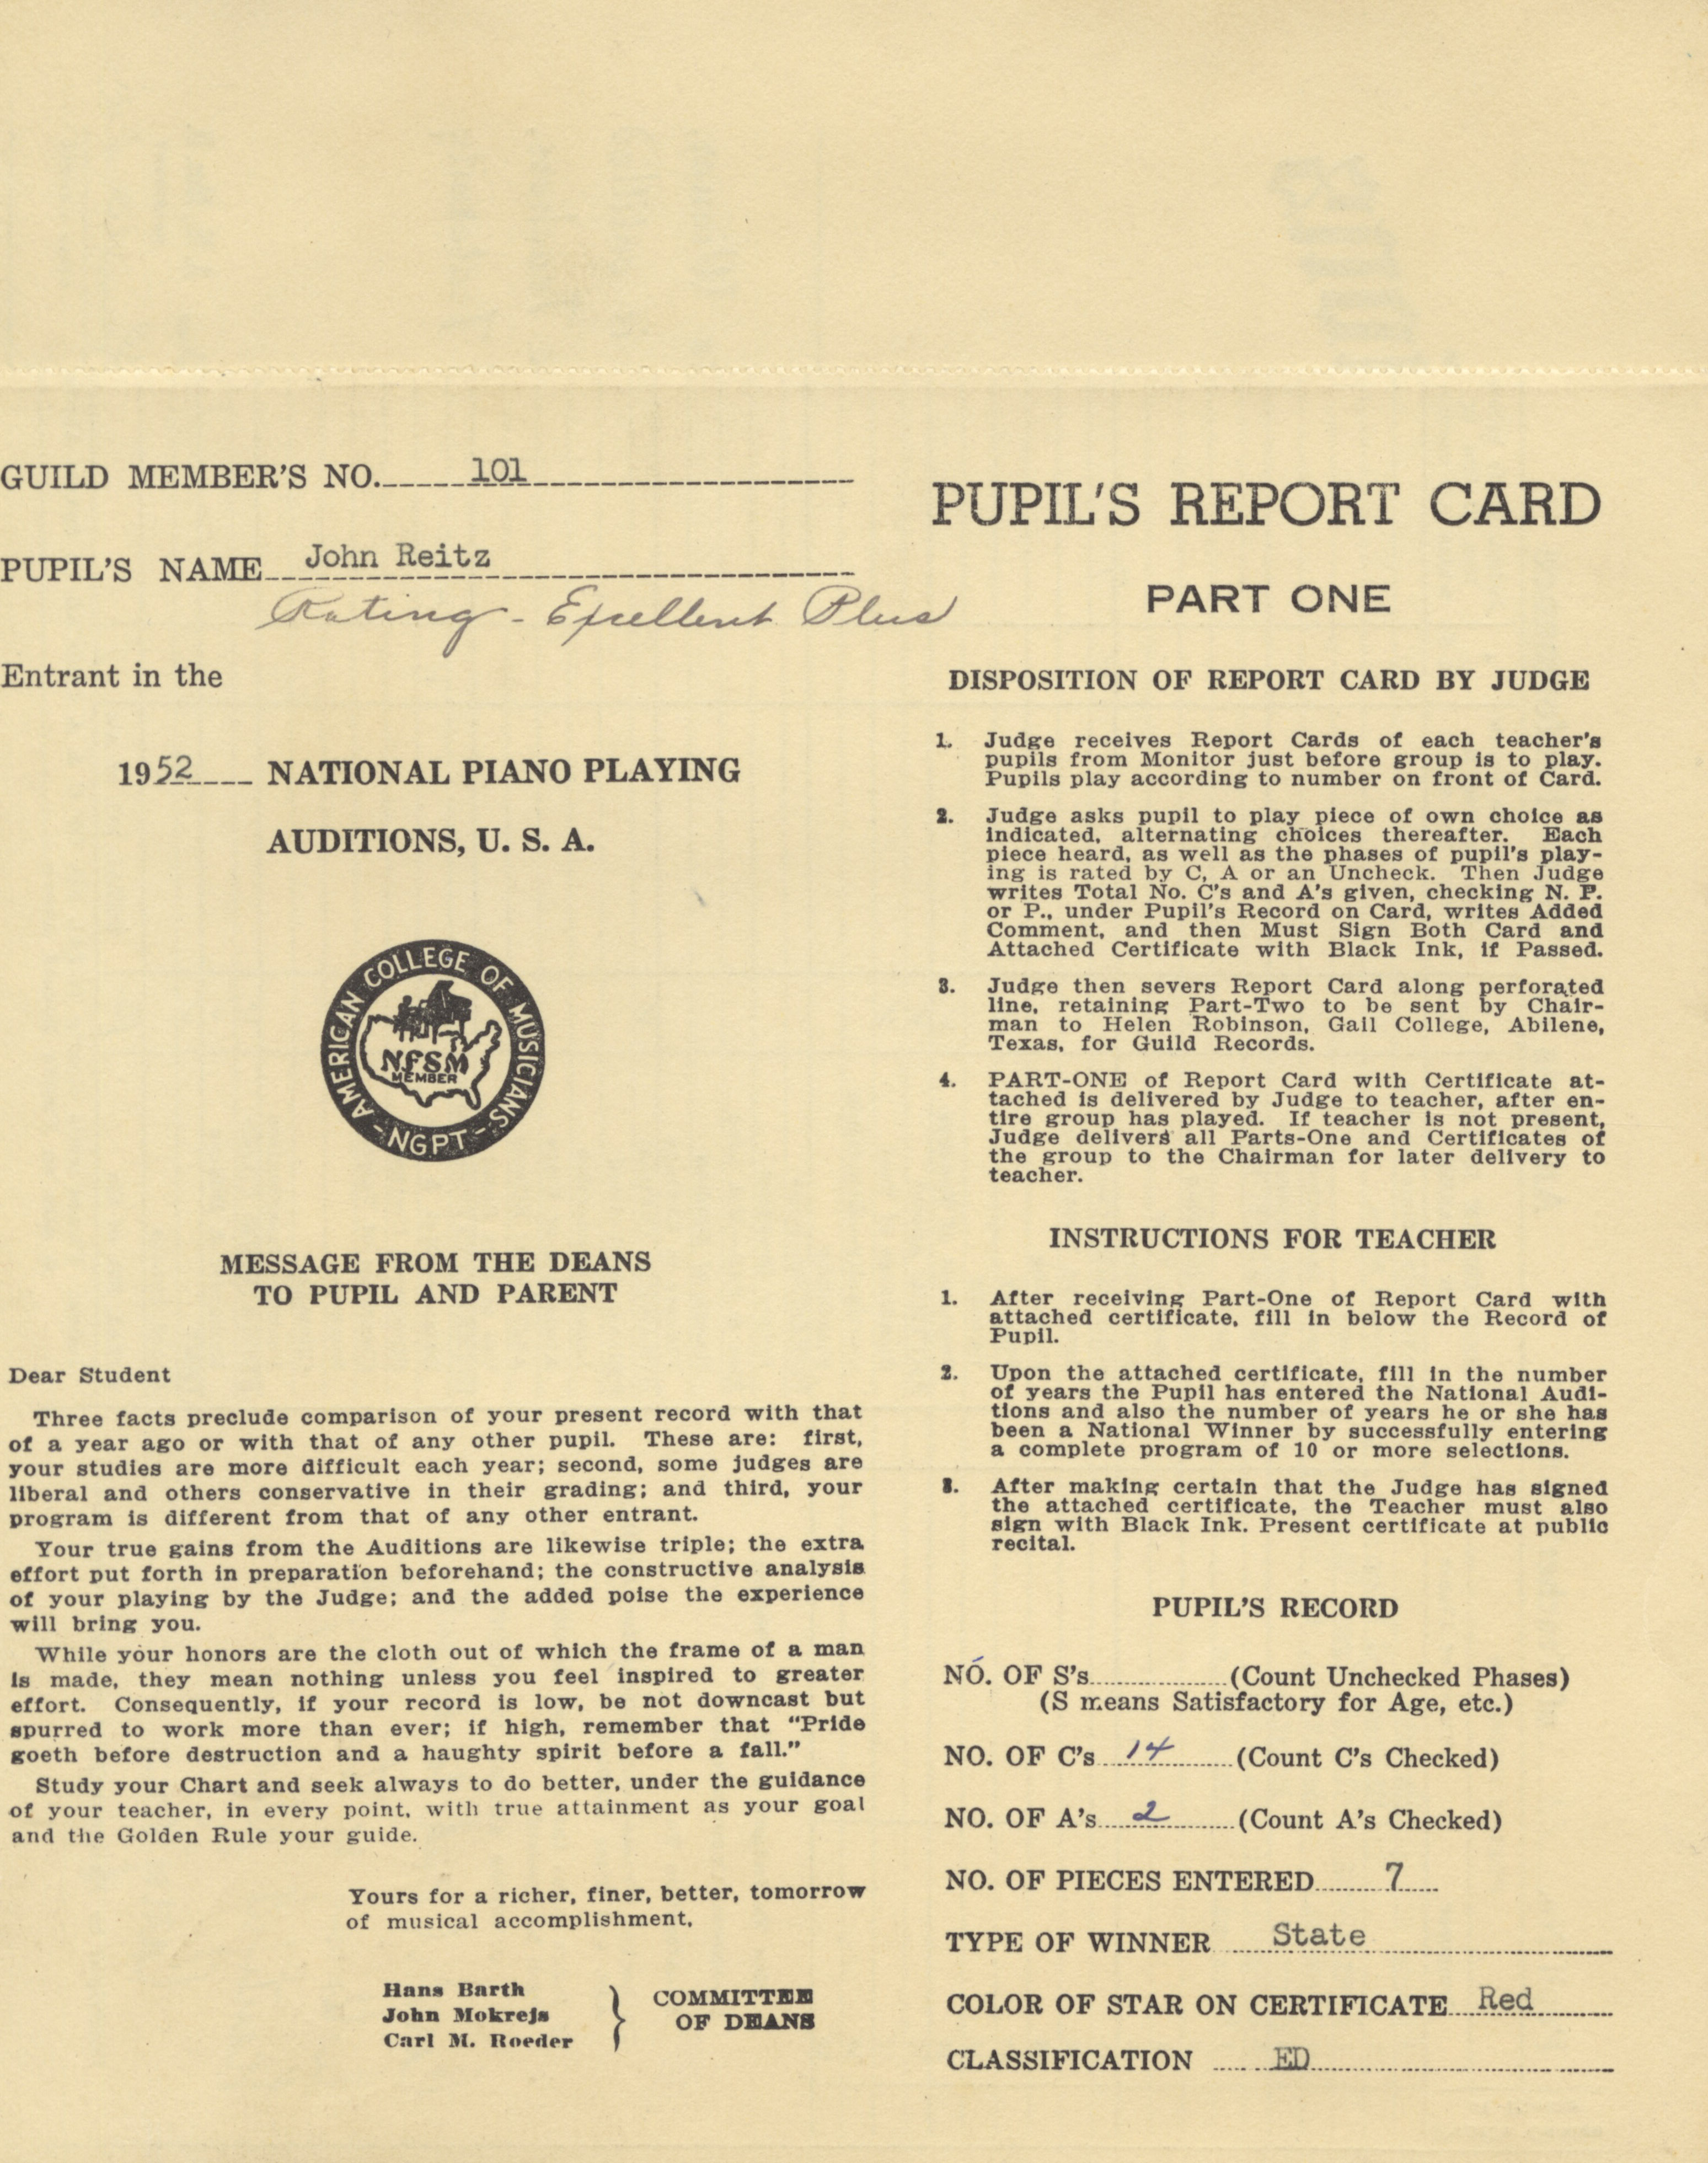 GUILD MEMBER'S NO. 101
PUPIL'S NAME John Reitz
Rating - Excellent Plus
Entrant in the
1952 NATIONAL PIANO PLAYING
AUDITIONS, U. S. A.
AMERICAN COLLEGE OF MUSICIANS
NFSM
MEMBER
- NGPT -
MESSAGE FROM THE DEANS
TO PUPIL AND PARENT
Dear Student
Three facts preclude comparison of your present record with that
of a year ago or with that of any other pupil. These are: first,
your studies are more difficult each year; second, some judges are
liberal and others conservative in their grading; and third, your
program is different from that of any other entrant.
Your true gains from the Auditions are likewise triple; the extra
effort put forth in preparation beforehand; the constructive analysis
of your playing by the Judge; and the added poise the experience
will bring you.
While your honors are the cloth out of which the frame of a man
is made, they mean nothing unless you feel inspired to greater
effort. Consequently, if your record is low, be not downcast but
spurred to work more than ever; if high, remember that "Pride
goeth before destruction and a haughty spirit before a fall."
Study your Chart and seek always to do better, under the guidance
of your teacher, in every point, with true attainment as your goal
and the Golden Rule your guide.
Yours for a richer, finer, better, tomorrow
of musical accomplishment,
Hans Barth
John Mokrejs
Carl M. Roeder
COMMITTEE
OF DEANS
PUPIL'S REPORT CARD
PART ONE
DISPOSITION OF REPORT CARD BY JUDGE
1. Judge receives Report Cards of each teacher's
pupils from Monitor just before group is to play.
Pupils play according to number on front of Card.
2. Judge asks pupil to play piece of own choice as
indicated, alternating choices thereafter. Each
piece heard, as well as the phases of pupil's play-
ing is rated by C, A or an Uncheck. Then Judge
writes Total No. C's and A's given, checking N. P.
or P., under Pupil's Record on Card, writes Added
Comment, and then Must Sign Both Card and
Attached Certificate with Black Ink, if Passed.
3. Judge then severs Report Card along perforated
line, retaining Part-Two to be sent by Chair-
man to Helen Robinson, Gail College, Abilene,
Texas, for Guild Records.
4. PART-ONE of Report Card with Certificate at-
tached is delivered by Judge to teacher, after en-
tire group has played. If teacher is not present,
Judge delivers all Parts-One and Certificates of
the group to the Chairman for later delivery to
teacher.
INSTRUCTIONS FOR TEACHER
1. After receiving Part-One of Report Card with
attached certificate, fill in below the Record of
Pupil.
2. Upon the attached certificate, fill in the number
of years the Pupil has entered the National Audi-
tions and also the number of years he or she has
been a National Winner by successfully entering
a complete program of 10 or more selections.
3. After making certain that the Judge has signed
the attached certificate, the Teacher must also
sign with Black Ink. Present certificate at public
recital.
PUPIL'S RECORD
NO. OF S's (Count Unchecked Phases)
(S means Satisfactory for Age, etc.)
NO. OF C's 14 (Count C's Checked)
NO. OF A's 2 (Count A's Checked)
NO. OF PIECES ENTERED 7
TYPE OF WINNER State
COLOR OF STAR ON CERTIFICATE Red
CLASSIFICATION ED